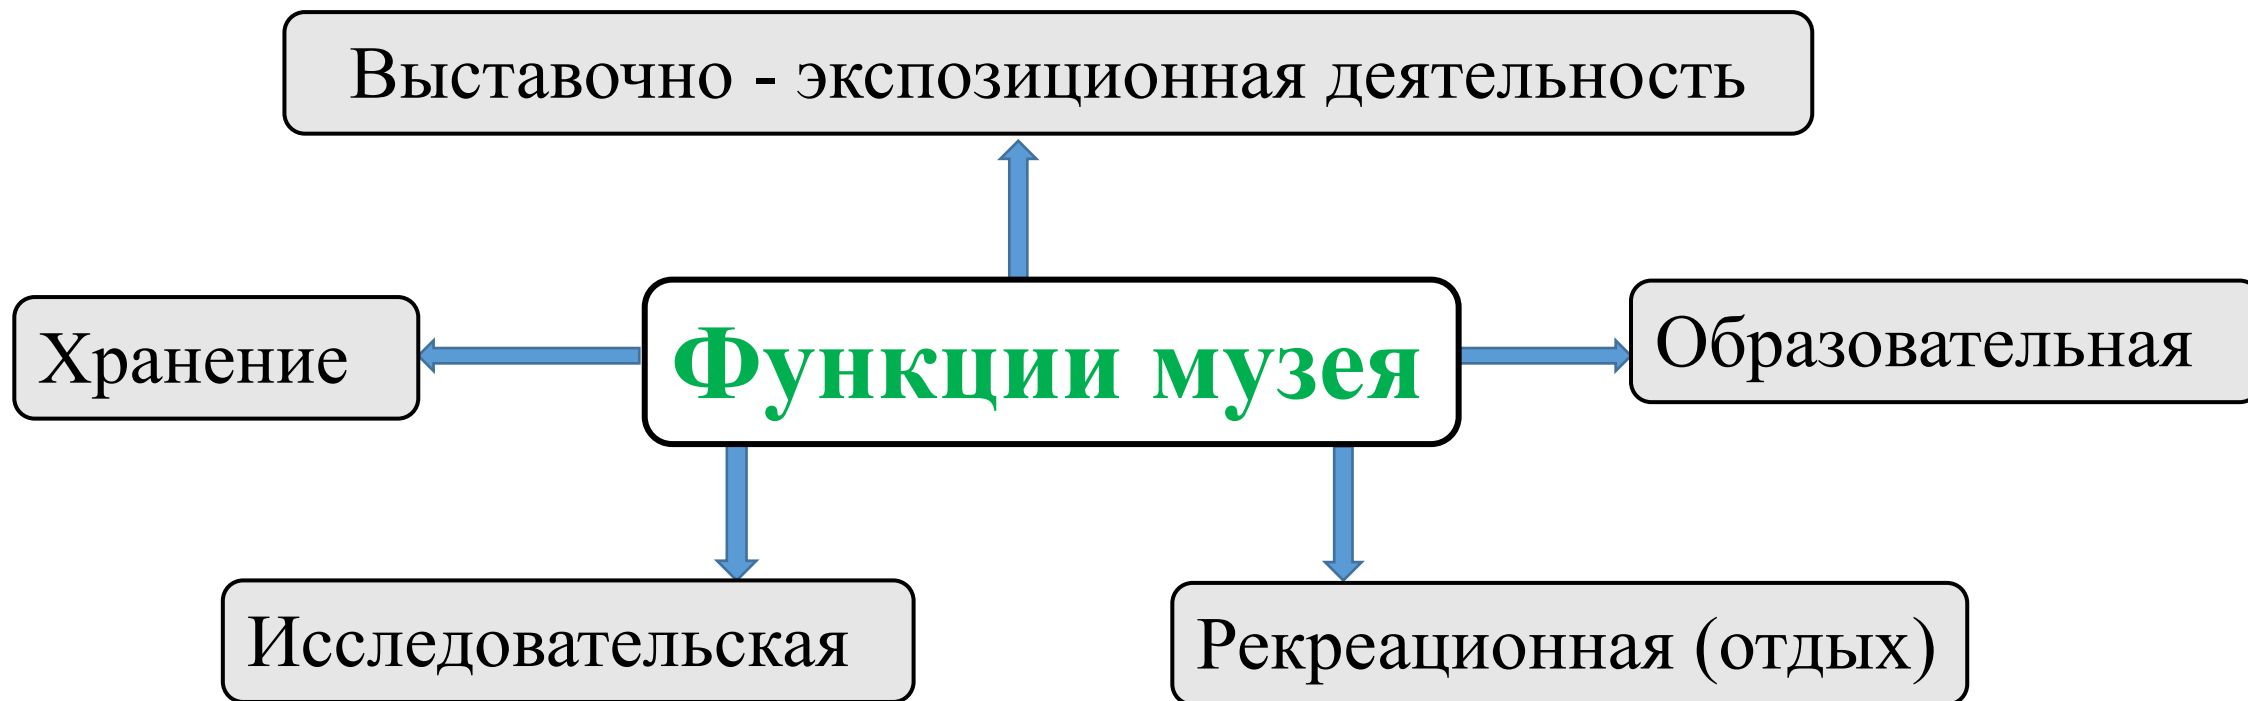 Выставочно - экспозиционная деятельность
Хранение
Функции музея
Образовательная
Исследовательская
Рекреационная (отдых)